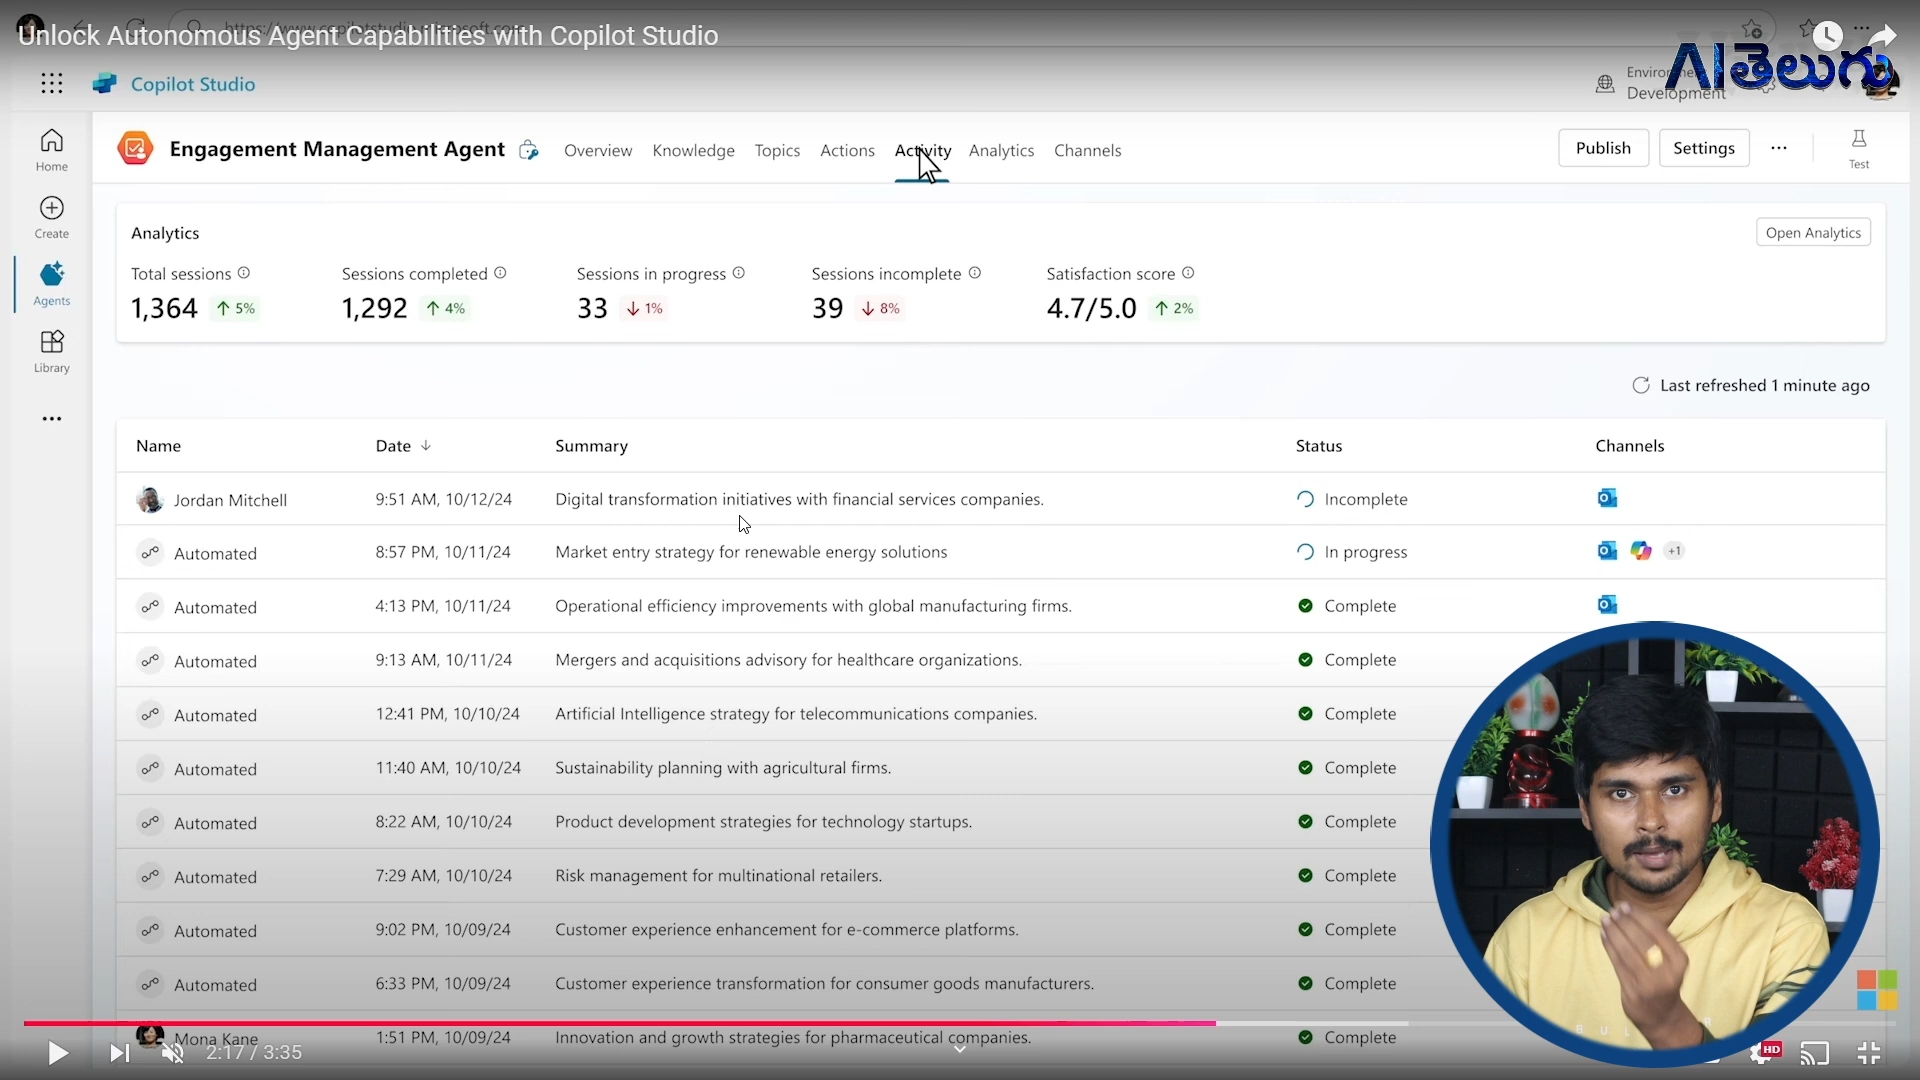 Unlock Autonomous Agent Capabilities with Copilot Studio
AIతెలుగు
Copilot Studio
Development
Engagement Management Agent
Overview
Knowledge
Topics
Actions
Activity
Analytics
Channels
Publish
Settings
Test
Home
Create
Agents
Library
Analytics
Open Analytics
Total sessions
1,364 5%
Sessions completed
1,292 4%
Sessions in progress
33 1%
Sessions incomplete
39 8%
Satisfaction score
4.7/5.0 2%
Last refreshed 1 minute ago
Name Date Summary Status Channels
Jordan Mitchell 9:51 AM, 10/12/24 Digital transformation initiatives with financial services companies. Incomplete
Automated 8:57 PM, 10/11/24 Market entry strategy for renewable energy solutions In progress +1
Automated 4:13 PM, 10/11/24 Operational efficiency improvements with global manufacturing firms. Complete
Automated 9:13 AM, 10/11/24 Mergers and acquisitions advisory for healthcare organizations. Complete
Automated 12:41 PM, 10/10/24 Artificial Intelligence strategy for telecommunications companies. Complete
Automated 11:40 AM, 10/10/24 Sustainability planning with agricultural firms. Complete
Automated 8:22 AM, 10/10/24 Product development strategies for technology startups. Complete
Automated 7:29 AM, 10/10/24 Risk management for multinational retailers. Complete
Automated 9:02 PM, 10/09/24 Customer experience enhancement for e-commerce platforms. Complete
Automated 6:33 PM, 10/09/24 Customer experience transformation for consumer goods manufacturers. Complete
Mona Kane 1:51 PM, 10/09/24 Innovation and growth strategies for pharmaceutical companies. Complete
2:17 / 3:35
HD